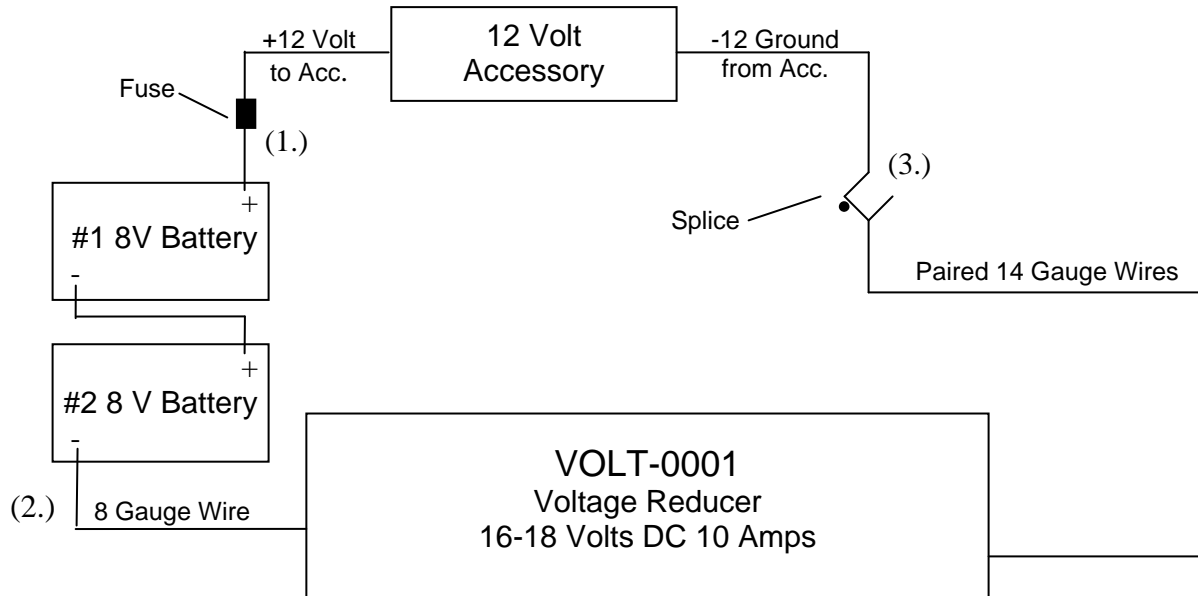 +12 Volt
to Acc.
12 Volt
Accessory
-12 Ground
from Acc.
Fuse
(1.)
(3.)
+
#1 8V Battery
-
Splice
Paired 14 Gauge Wires
+
#2 8 V Battery
-
VOLT-0001
Voltage Reducer
16-18 Volts DC 10 Amps
(2.)
8 Gauge Wire